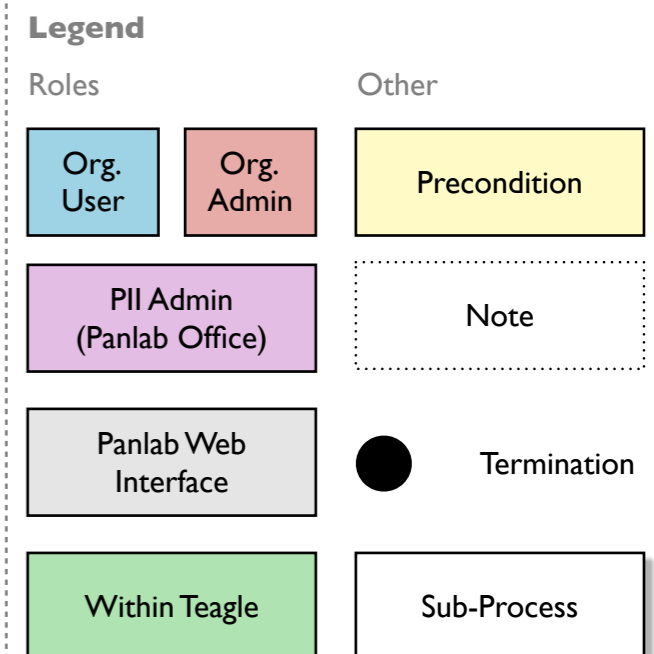 Legend
Roles
Other
Org.
User
Org.
Admin
Precondition
PII Admin
(Panlab Office)
Note
Panlab Web
Interface
Termination
Within Teagle
Sub-Process